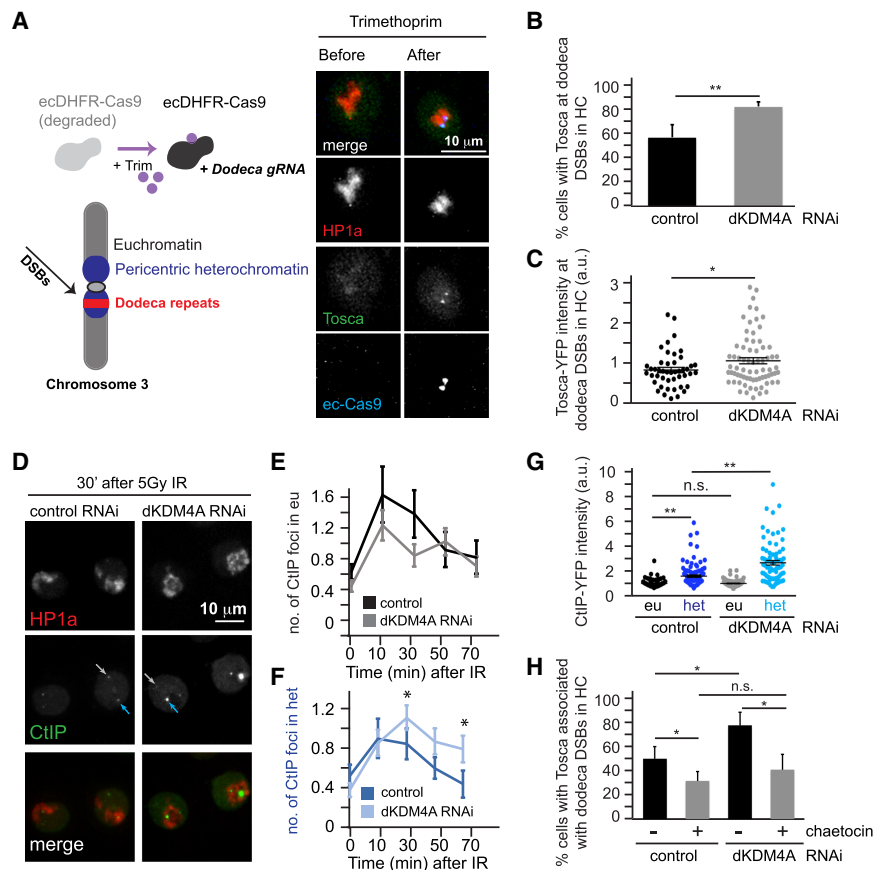 A
Trimethoprim
Before After
ecDHFR-Cas9
(degraded)
ecDHFR-Cas9
+ Trim
+ Dodeca gRNA
DSBs
Euchromatin
Pericentric heterochromatin
Dodeca repeats
Chromosome 3
merge
10 μm
HP1a
Tosca
ec-Cas9
B
% cells with Tosca at dodeca
DSBs in HC
100
80
60
40
20
0
**
control dKDM4A RNAi
C
Tosca-YFP intensity at
dodeca DSBs in HC (a.u.)
3
2
1
0
*
control dKDM4A RNAi
D
30' after 5Gy IR
control RNAi dKDM4A RNAi
HP1a
10 μm
CtIP
merge
E
no. of CtIP foci in eu
1.6
1.2
0.8
0.4
0
control
dKDM4A RNAi
0 10 30 50 70
Time (min) after IR
F
no. of CtIP foci in het
1.2
0.8
0.4
0
*
*
control
dKDM4A RNAi
0 10 30 50 70
Time (min) after IR
G
CtIP-YFP intensity (a.u.)
10
8
6
4
2
0
**
n.s.
**
eu het eu het
control dKDM4A RNAi
H
% cells with Tosca associated
with dodeca DSBs in HC
100
80
60
40
20
0
*
n.s.
*
*
- + - + chaetocin
control dKDM4A RNAi